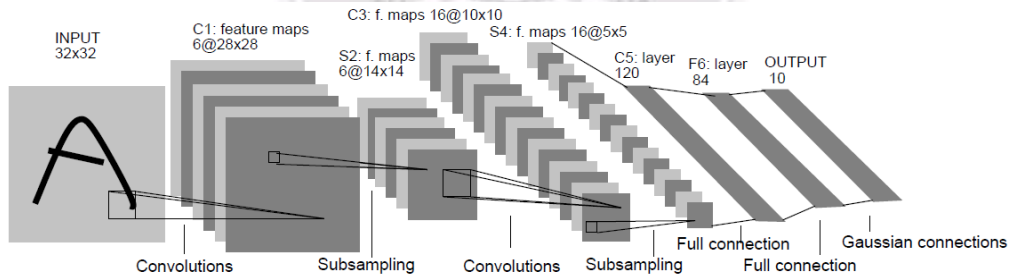 INPUT
32x32
C1: feature maps
6@28x28
S2: f. maps
6@14x14
C3: f. maps 16@10x10
S4: f. maps 16@5x5
C5: layer
120
F6: layer
84
OUTPUT
10
Convolutions
Subsampling
Convolutions
Subsampling
Full connection
Full connection
Gaussian connections